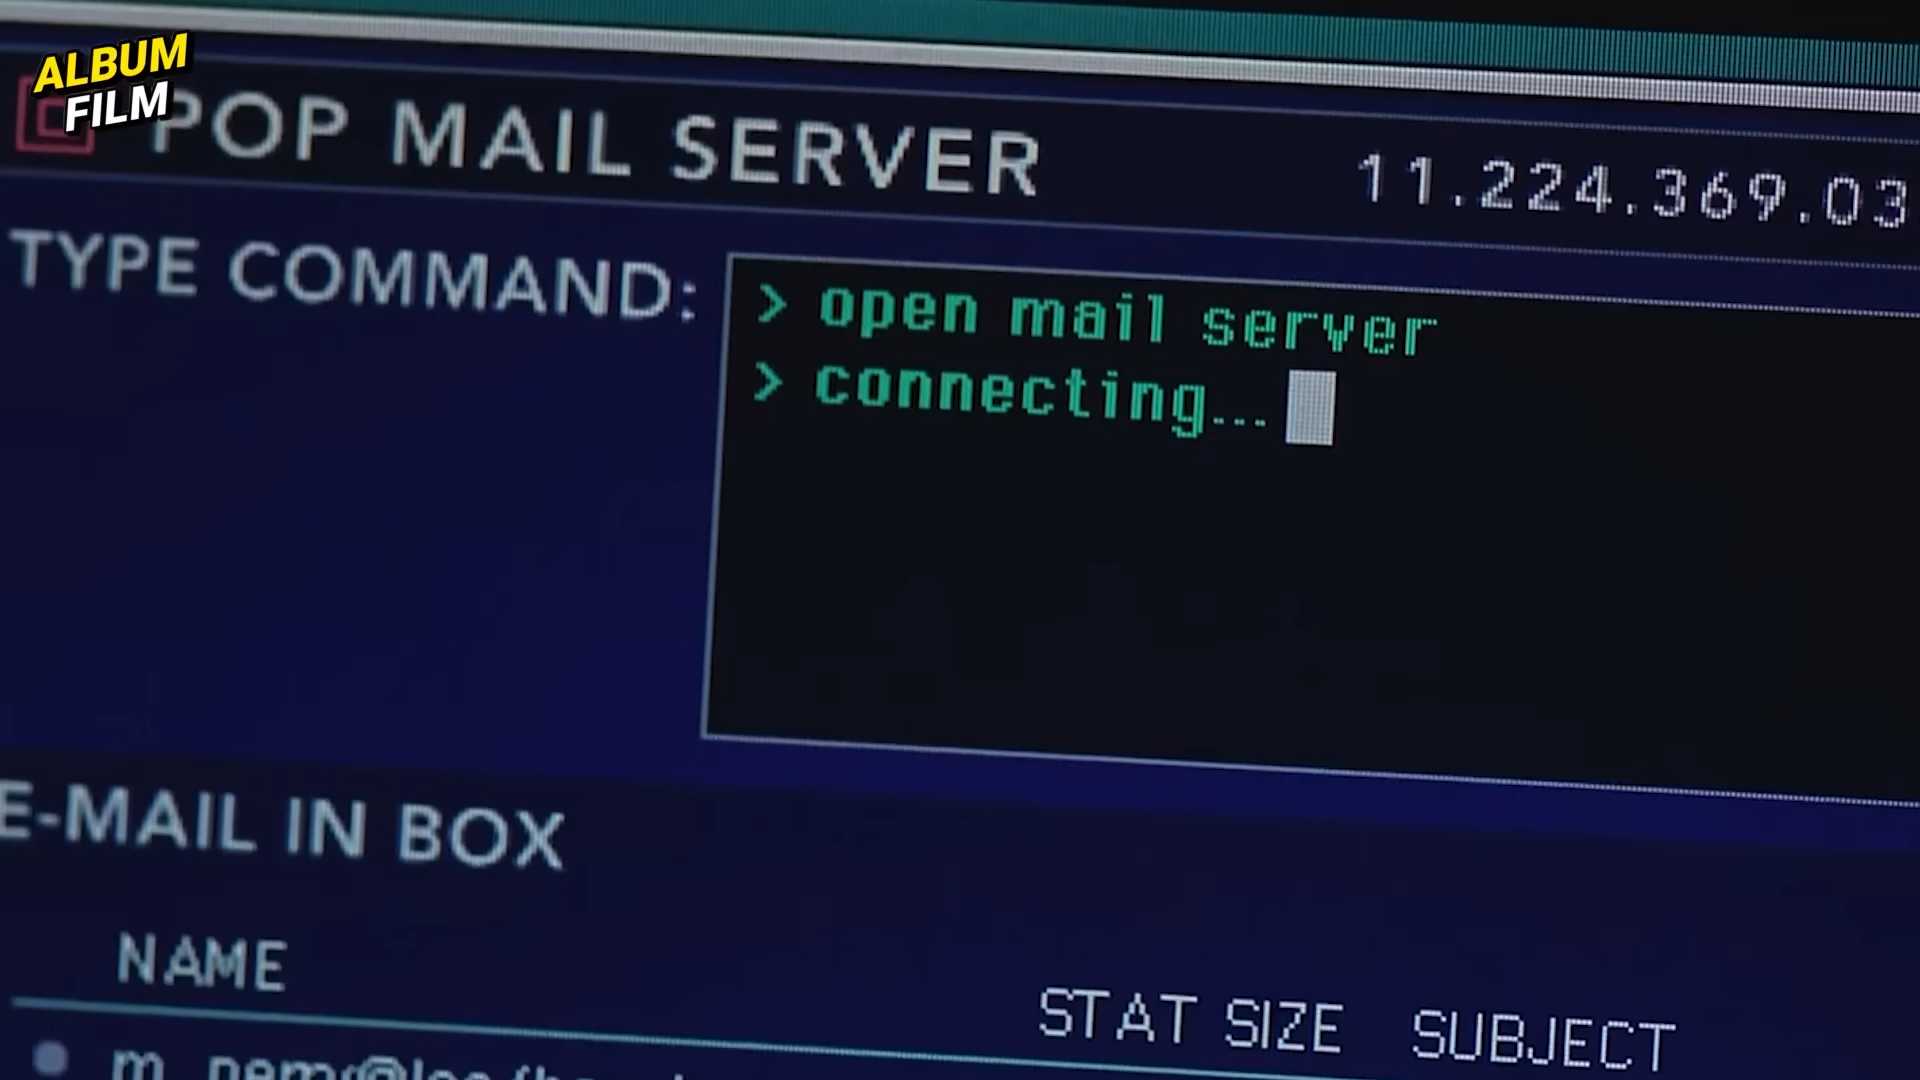 ALBUM
FILM
POP MAIL SERVER
11.224.369.03
TYPE COMMAND:
> open mail server
> connecting...
E-MAIL IN BOX
NAME
STAT SIZE SUBJECT